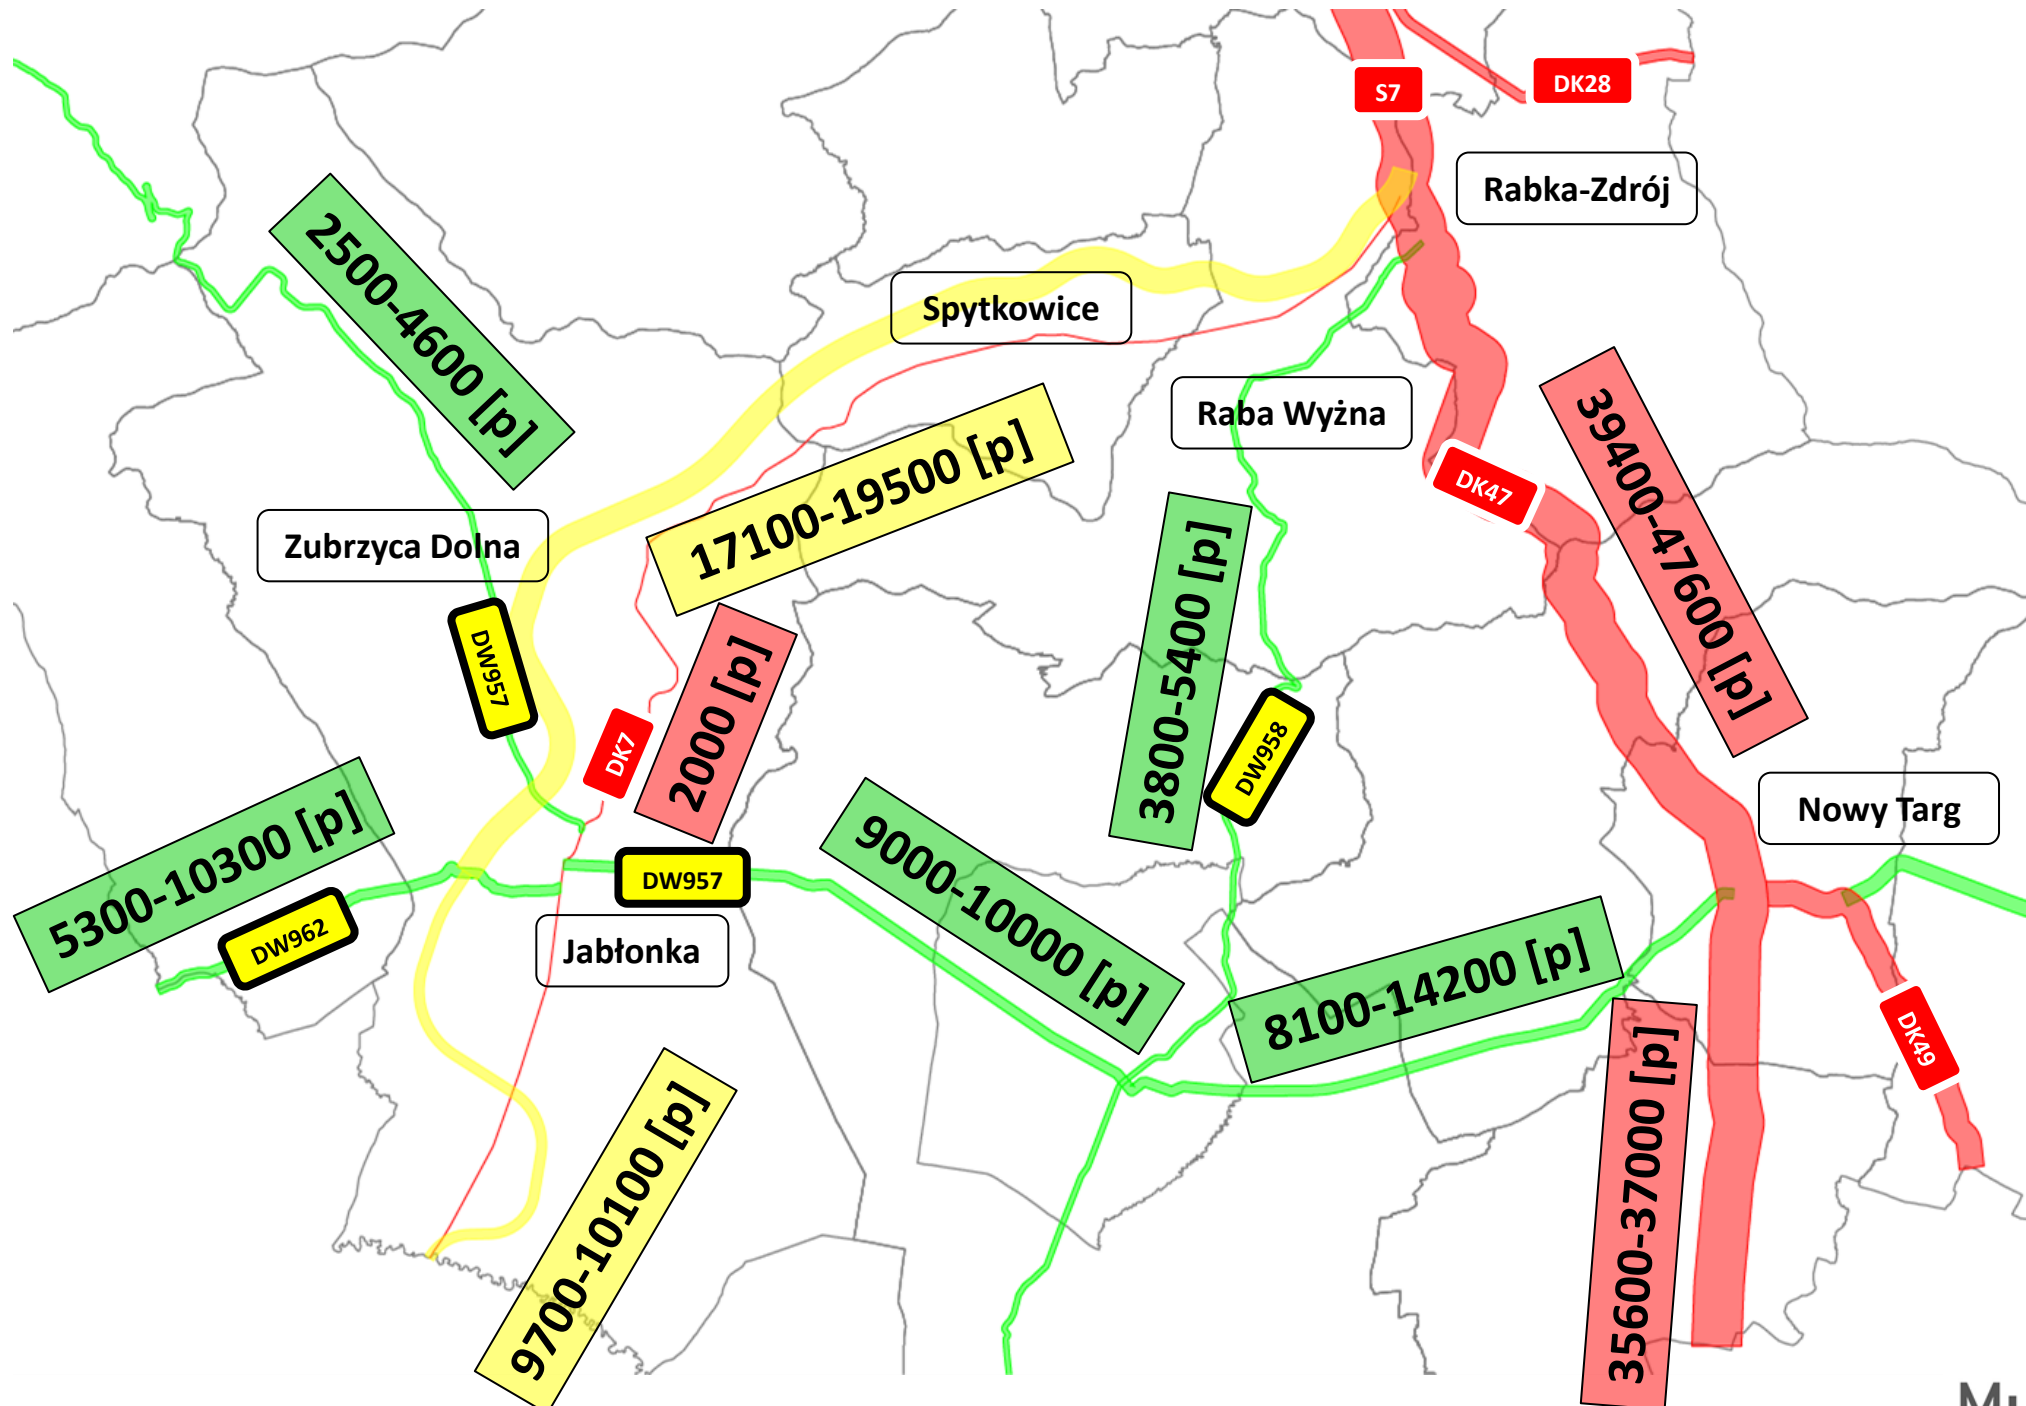 S7
DK28
Rabka-Zdrój
2500-4600 [p]
Spytkowice
Raba Wyżna
39400-47600 [p]
17100-19500 [p]
DK47
Zubrzyca Dolna
3800-5400 [p]
DW957
2000 [p]
DK7
DW958
Nowy Targ
5300-10300 [p]
9000-10000 [p]
DW957
DW962
Jabłonka
8100-14200 [p]
DK49
35600-37000 [p]
9700-10100 [p]